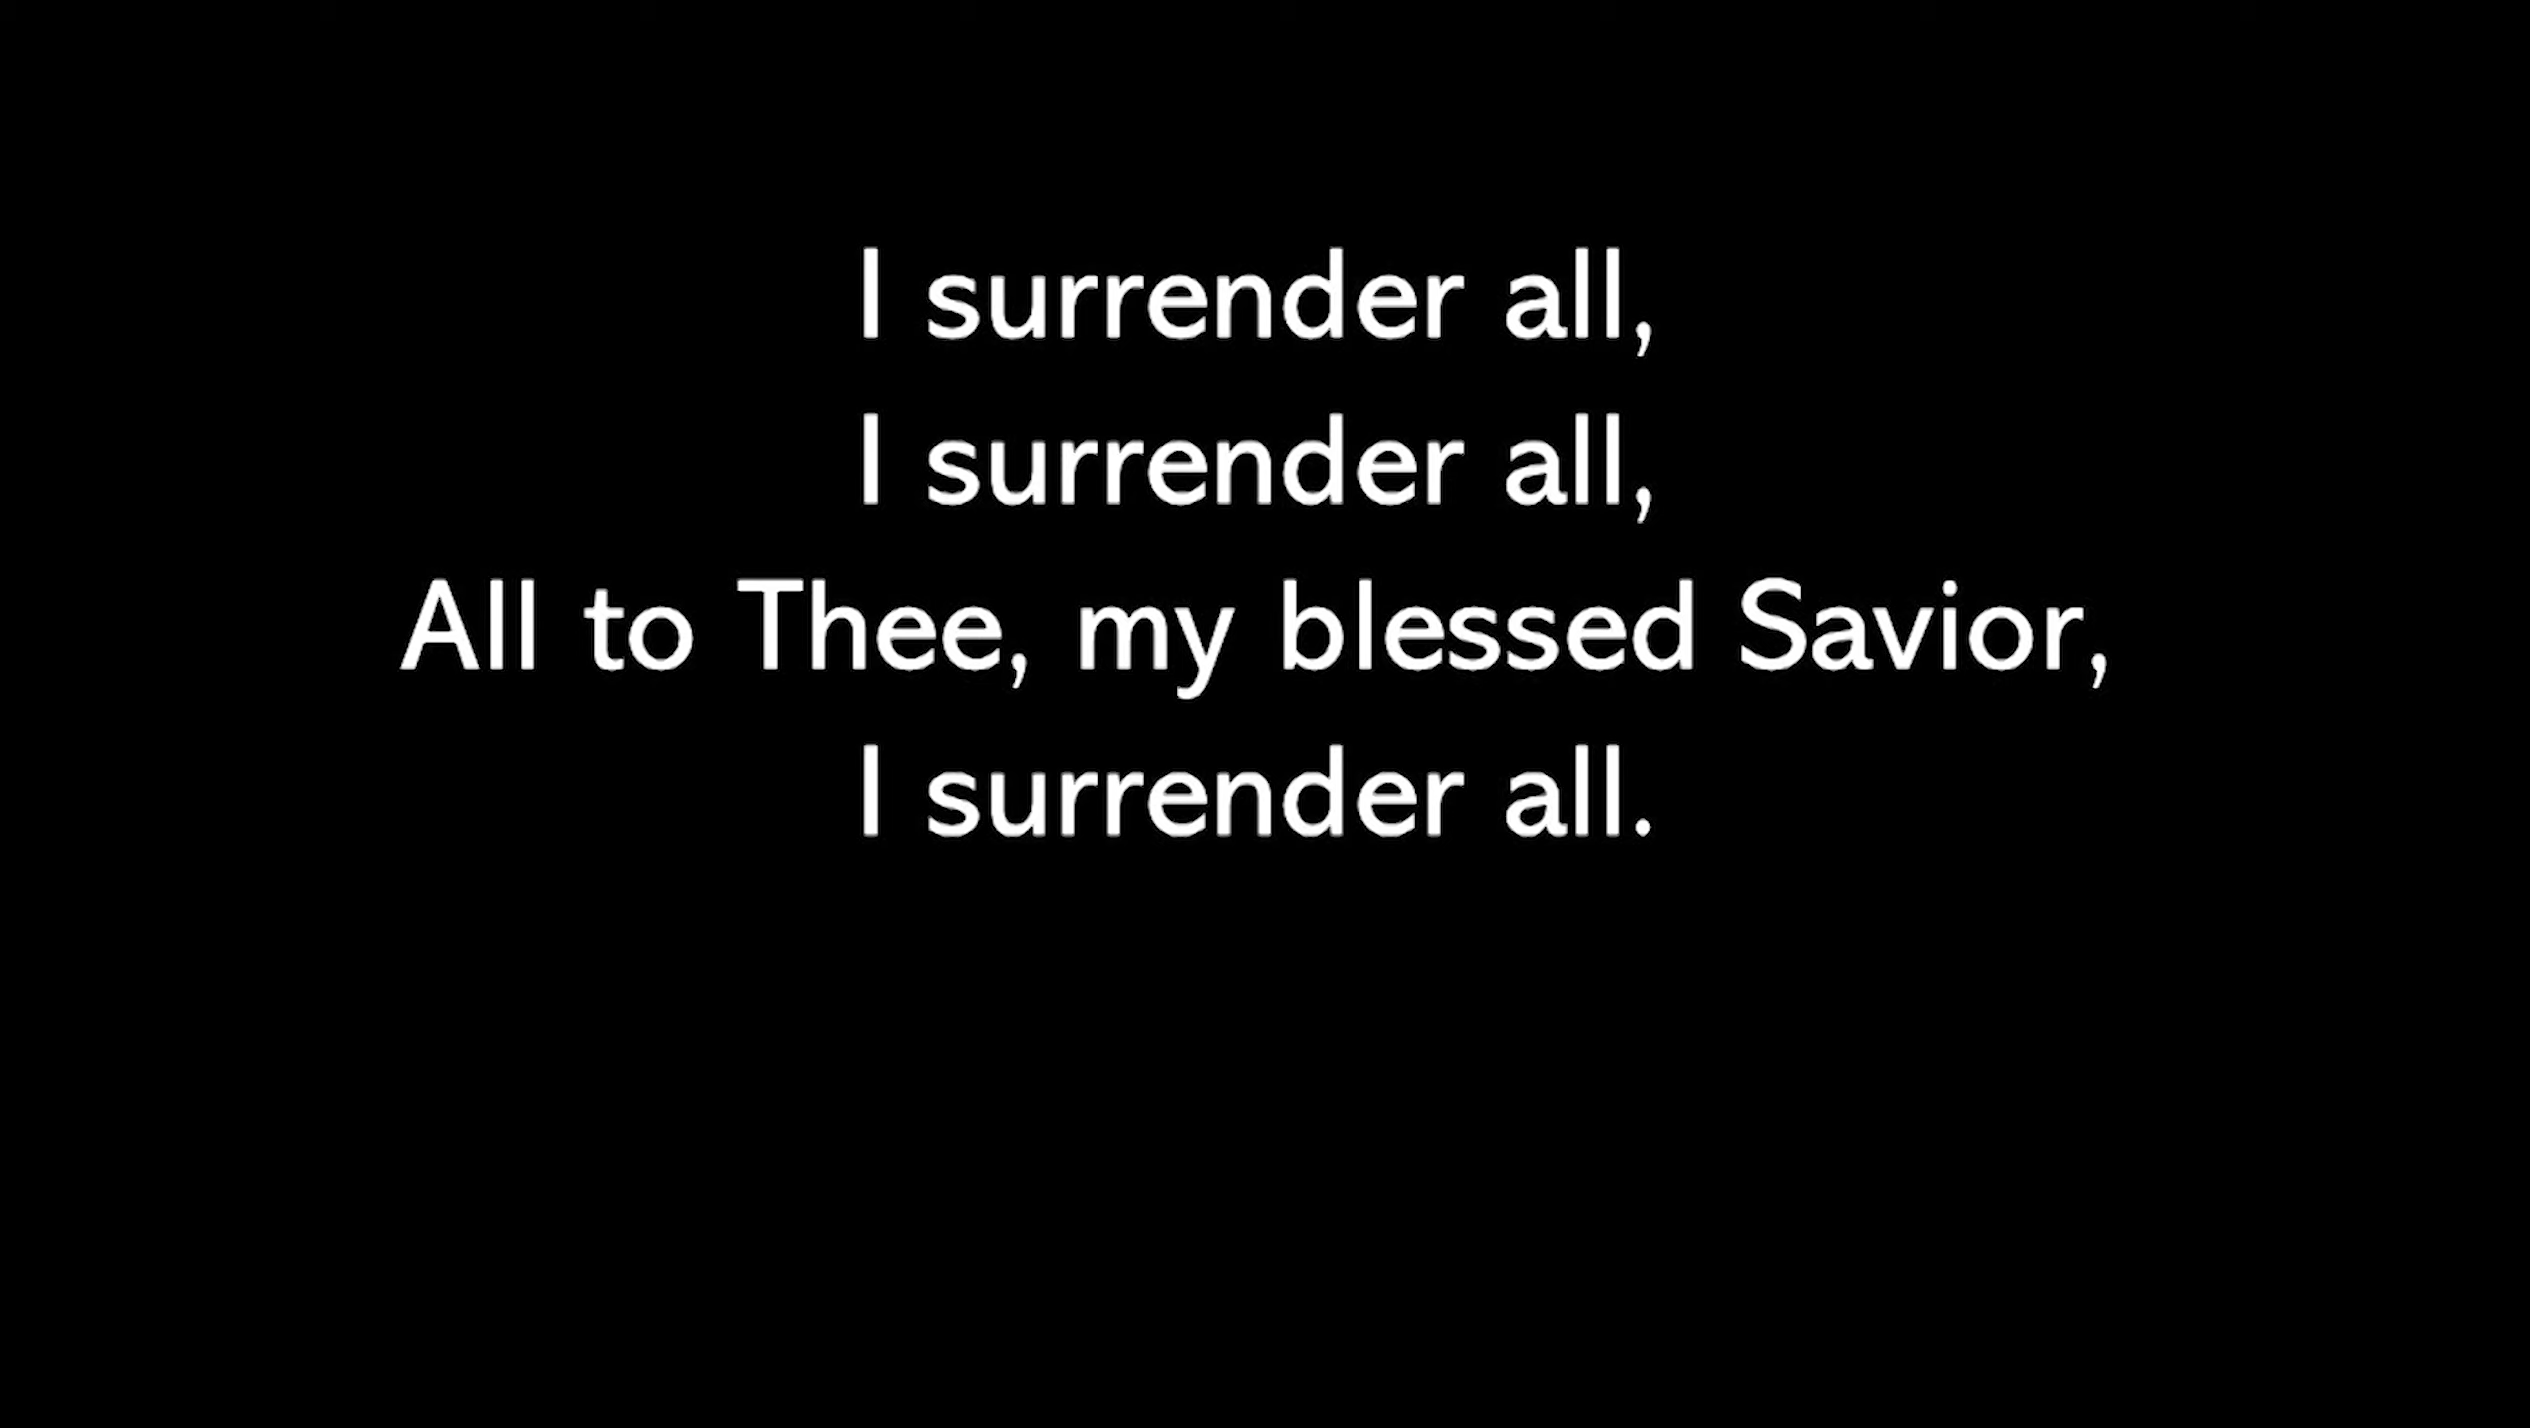 I surrender all,
I surrender all,
All to Thee, my blessed Savior,
I surrender all.